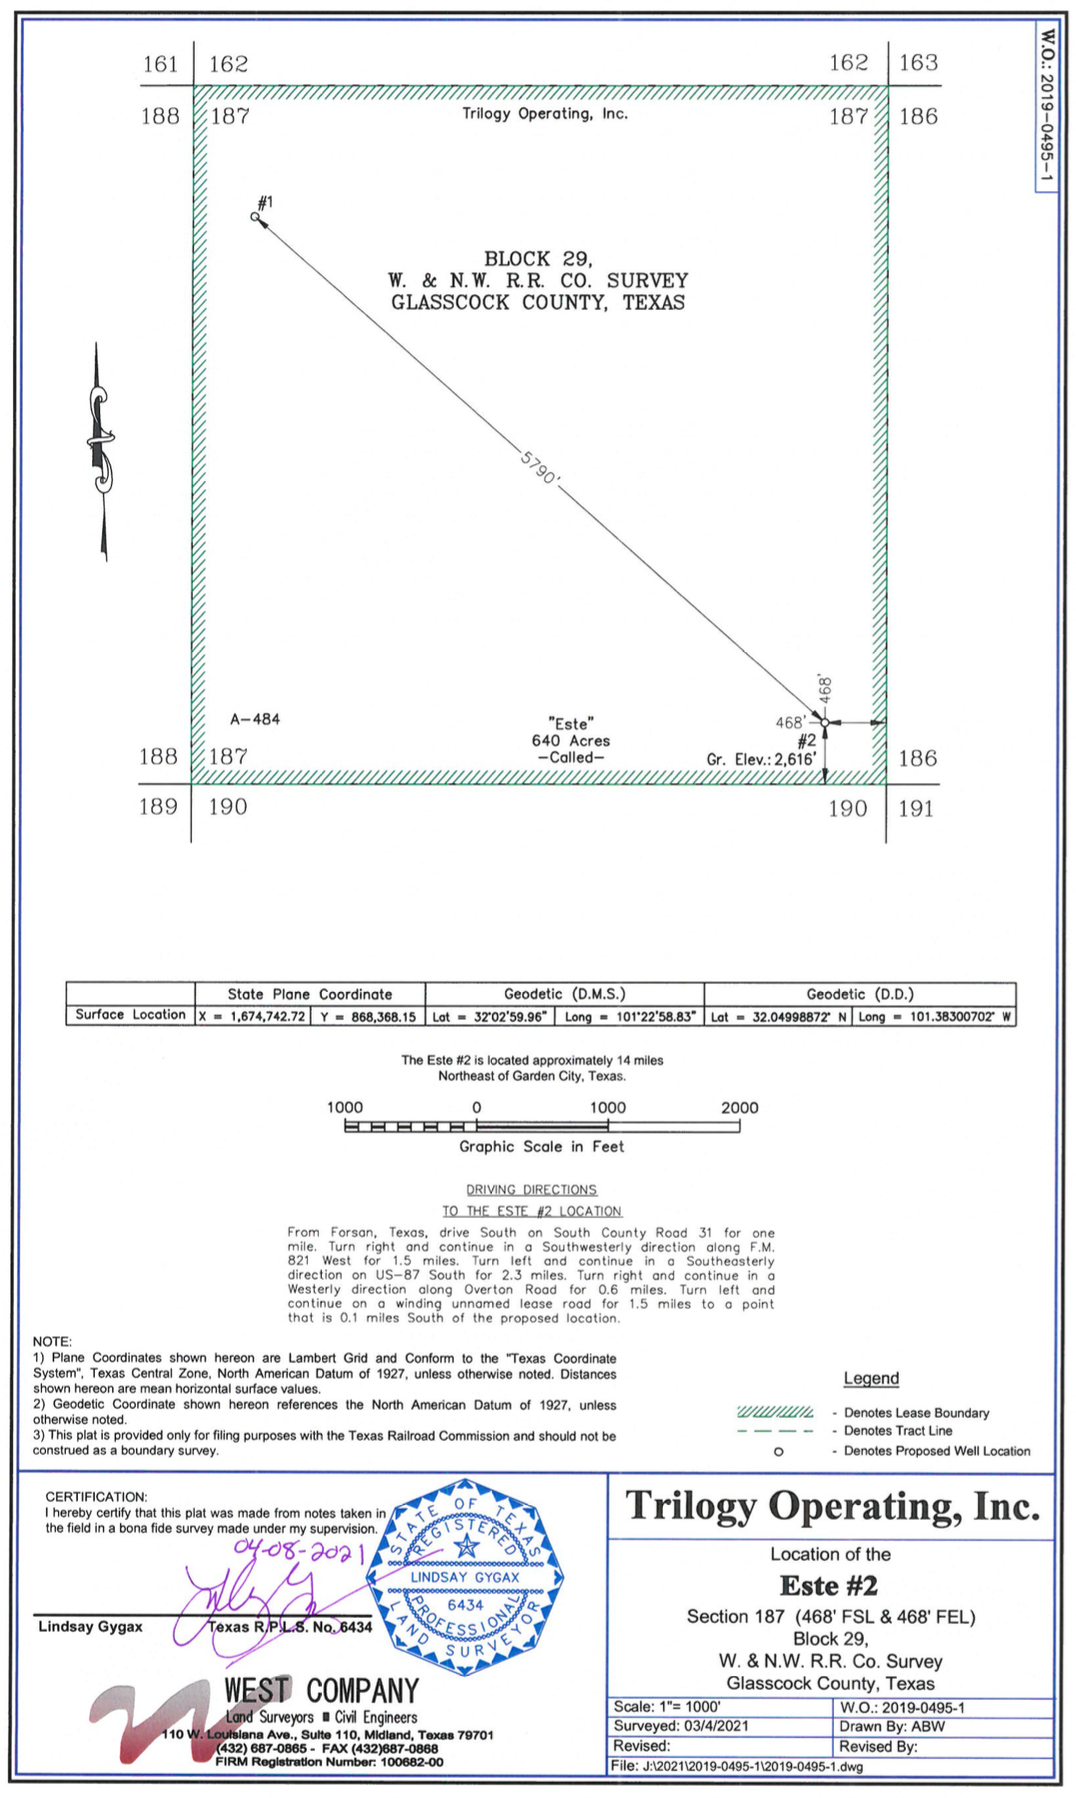 W.O.: 2019-0495-1
161 162 162 163
188 187 187 186
Trilogy Operating, Inc.
#1
BLOCK 29,
W. & N.W. R.R. CO. SURVEY
GLASSCOCK COUNTY, TEXAS
5790'
468'
468'
#2
Gr. Elev.: 2,616'
A-484
"Este"
640 Acres
-Called-
188 187 186
189 190 190 191
State Plane Coordinate Geodetic (D.M.S.) Geodetic (D.D.)
Surface Location X = 1,674,742.72 Y = 868,368.15 Lat = 32°02'59.96" Long = 101°22'58.83" Lat = 32.04998872° N Long = 101.38300702° W
The Este #2 is located approximately 14 miles
Northeast of Garden City, Texas.
1000 0 1000 2000
Graphic Scale in Feet
DRIVING DIRECTIONS
TO THE ESTE #2 LOCATION
From Forsan, Texas, drive South on South County Road 31 for one
mile. Turn right and continue in a Southwesterly direction along F.M.
821 West for 1.5 miles. Turn left and continue in a Southeasterly
direction on US-87 South for 2.3 miles. Turn right and continue in a
Westerly direction along Overton Road for 0.6 miles. Turn left and
continue on a winding unnamed lease road for 1.5 miles to a point
that is 0.1 miles South of the proposed location.
NOTE:
1) Plane Coordinates shown hereon are Lambert Grid and Conform to the "Texas Coordinate
System", Texas Central Zone, North American Datum of 1927, unless otherwise noted. Distances
shown hereon are mean horizontal surface values.
2) Geodetic Coordinate shown hereon references the North American Datum of 1927, unless
otherwise noted.
3) This plat is provided only for filing purposes with the Texas Railroad Commission and should not be
construed as a boundary survey.
Legend
- Denotes Lease Boundary
- Denotes Tract Line
- Denotes Proposed Well Location
CERTIFICATION:
I hereby certify that this plat was made from notes taken in
the field in a bona fide survey made under my supervision.
04-08-2021
Lindsay Gygax Texas R.P.L.S. No. 6434
STATE OF TEXAS
REGISTERED
LINDSAY GYGAX
6434
PROFESSIONAL
LAND SURVEYOR
WEST COMPANY
Land Surveyors ■ Civil Engineers
110 W. Louisiana Ave., Suite 110, Midland, Texas 79701
(432) 687-0865 - FAX (432)687-0868
FIRM Registration Number: 100682-00
Trilogy Operating, Inc.
Location of the
Este #2
Section 187 (468' FSL & 468' FEL)
Block 29,
W. & N.W. R.R. Co. Survey
Glasscock County, Texas
Scale: 1"= 1000' W.O.: 2019-0495-1
Surveyed: 03/4/2021 Drawn By: ABW
Revised: Revised By:
File: J:\2021\2019-0495-1\2019-0495-1.dwg